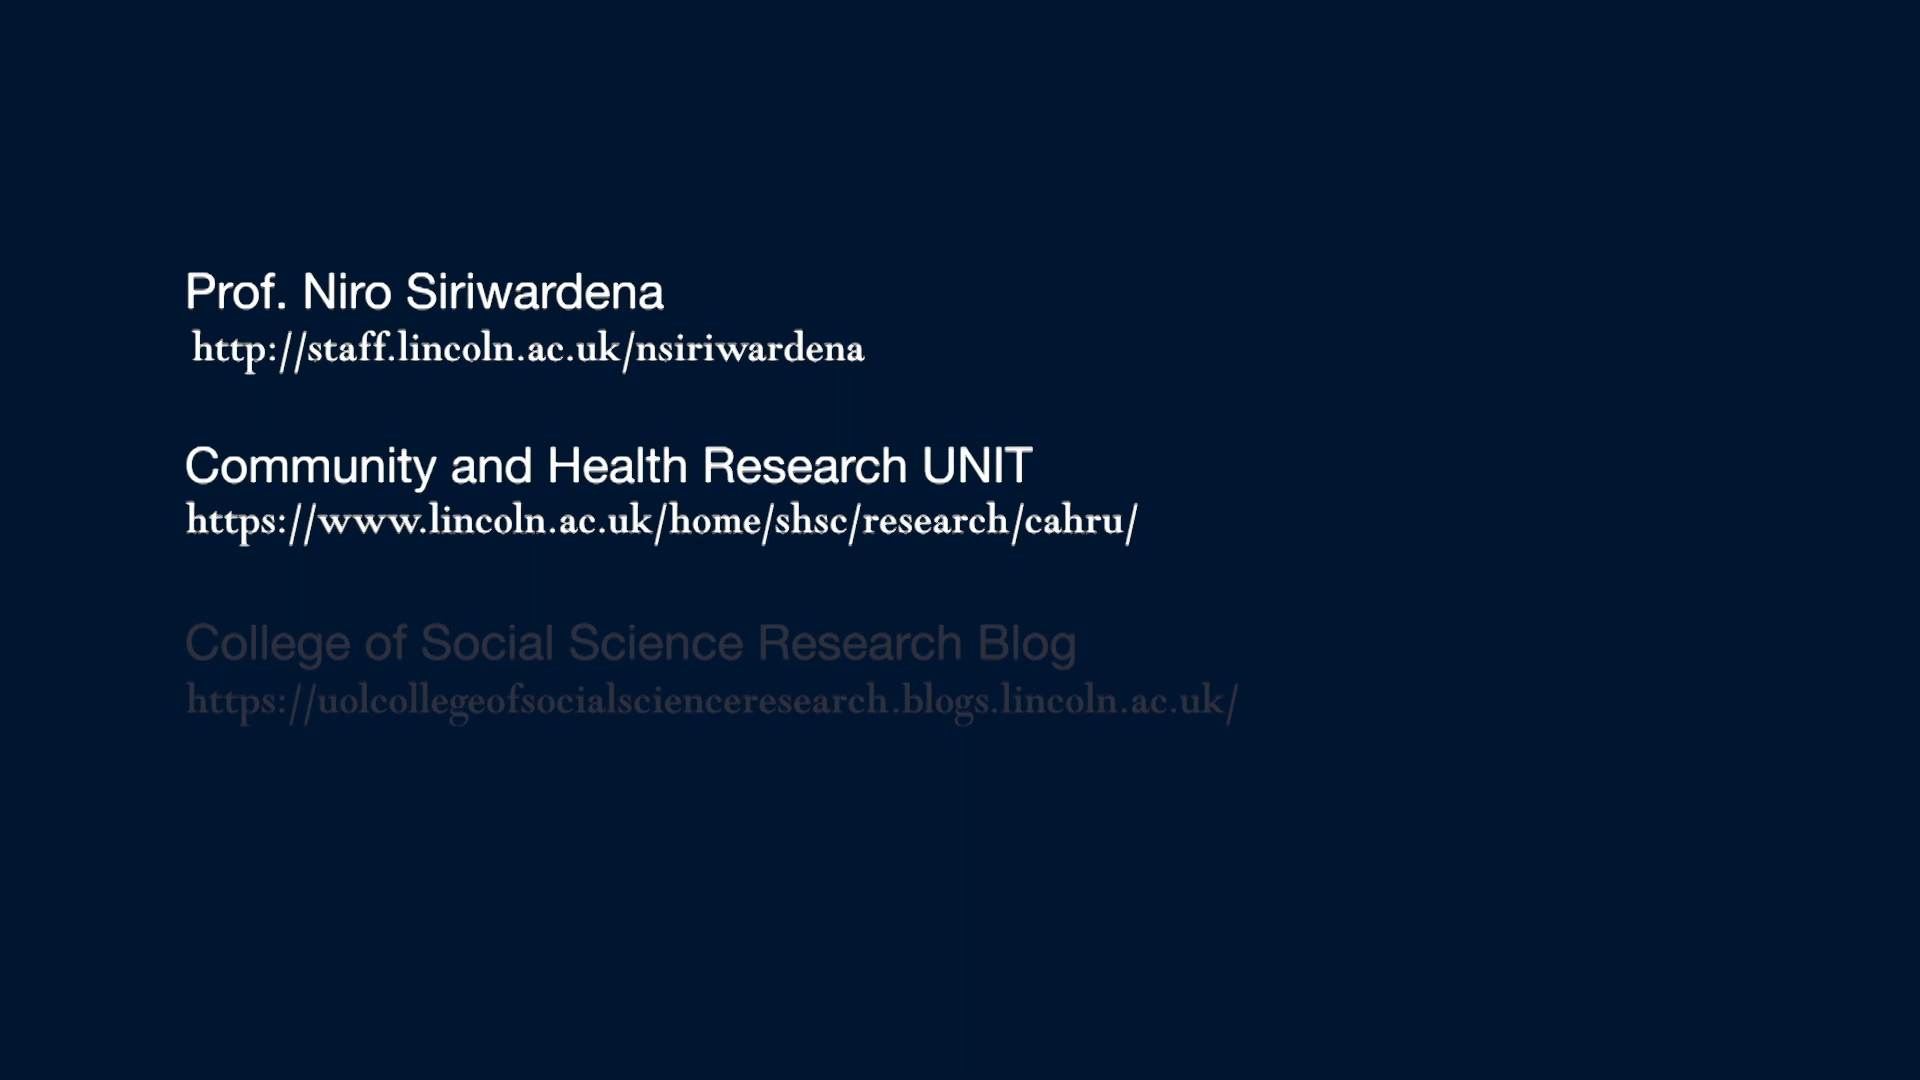 Prof. Niro Siriwardena
http://staff.lincoln.ac.uk/nsiriwardena
Community and Health Research UNIT
https://www.lincoln.ac.uk/home/shsc/research/cahru/
College of Social Science Research Blog
https://uolcollegeofsocialscienceresearch.blogs.lincoln.ac.uk/